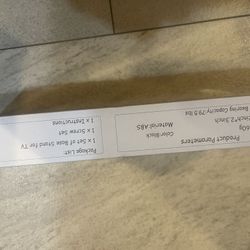 Product Parameters
Color:Black
Material:ABS
Bearing Capacity:79.5 lbs
Package List:
1 x Set of Base Stand for TV
1 x Screw Set
1 x Instructions